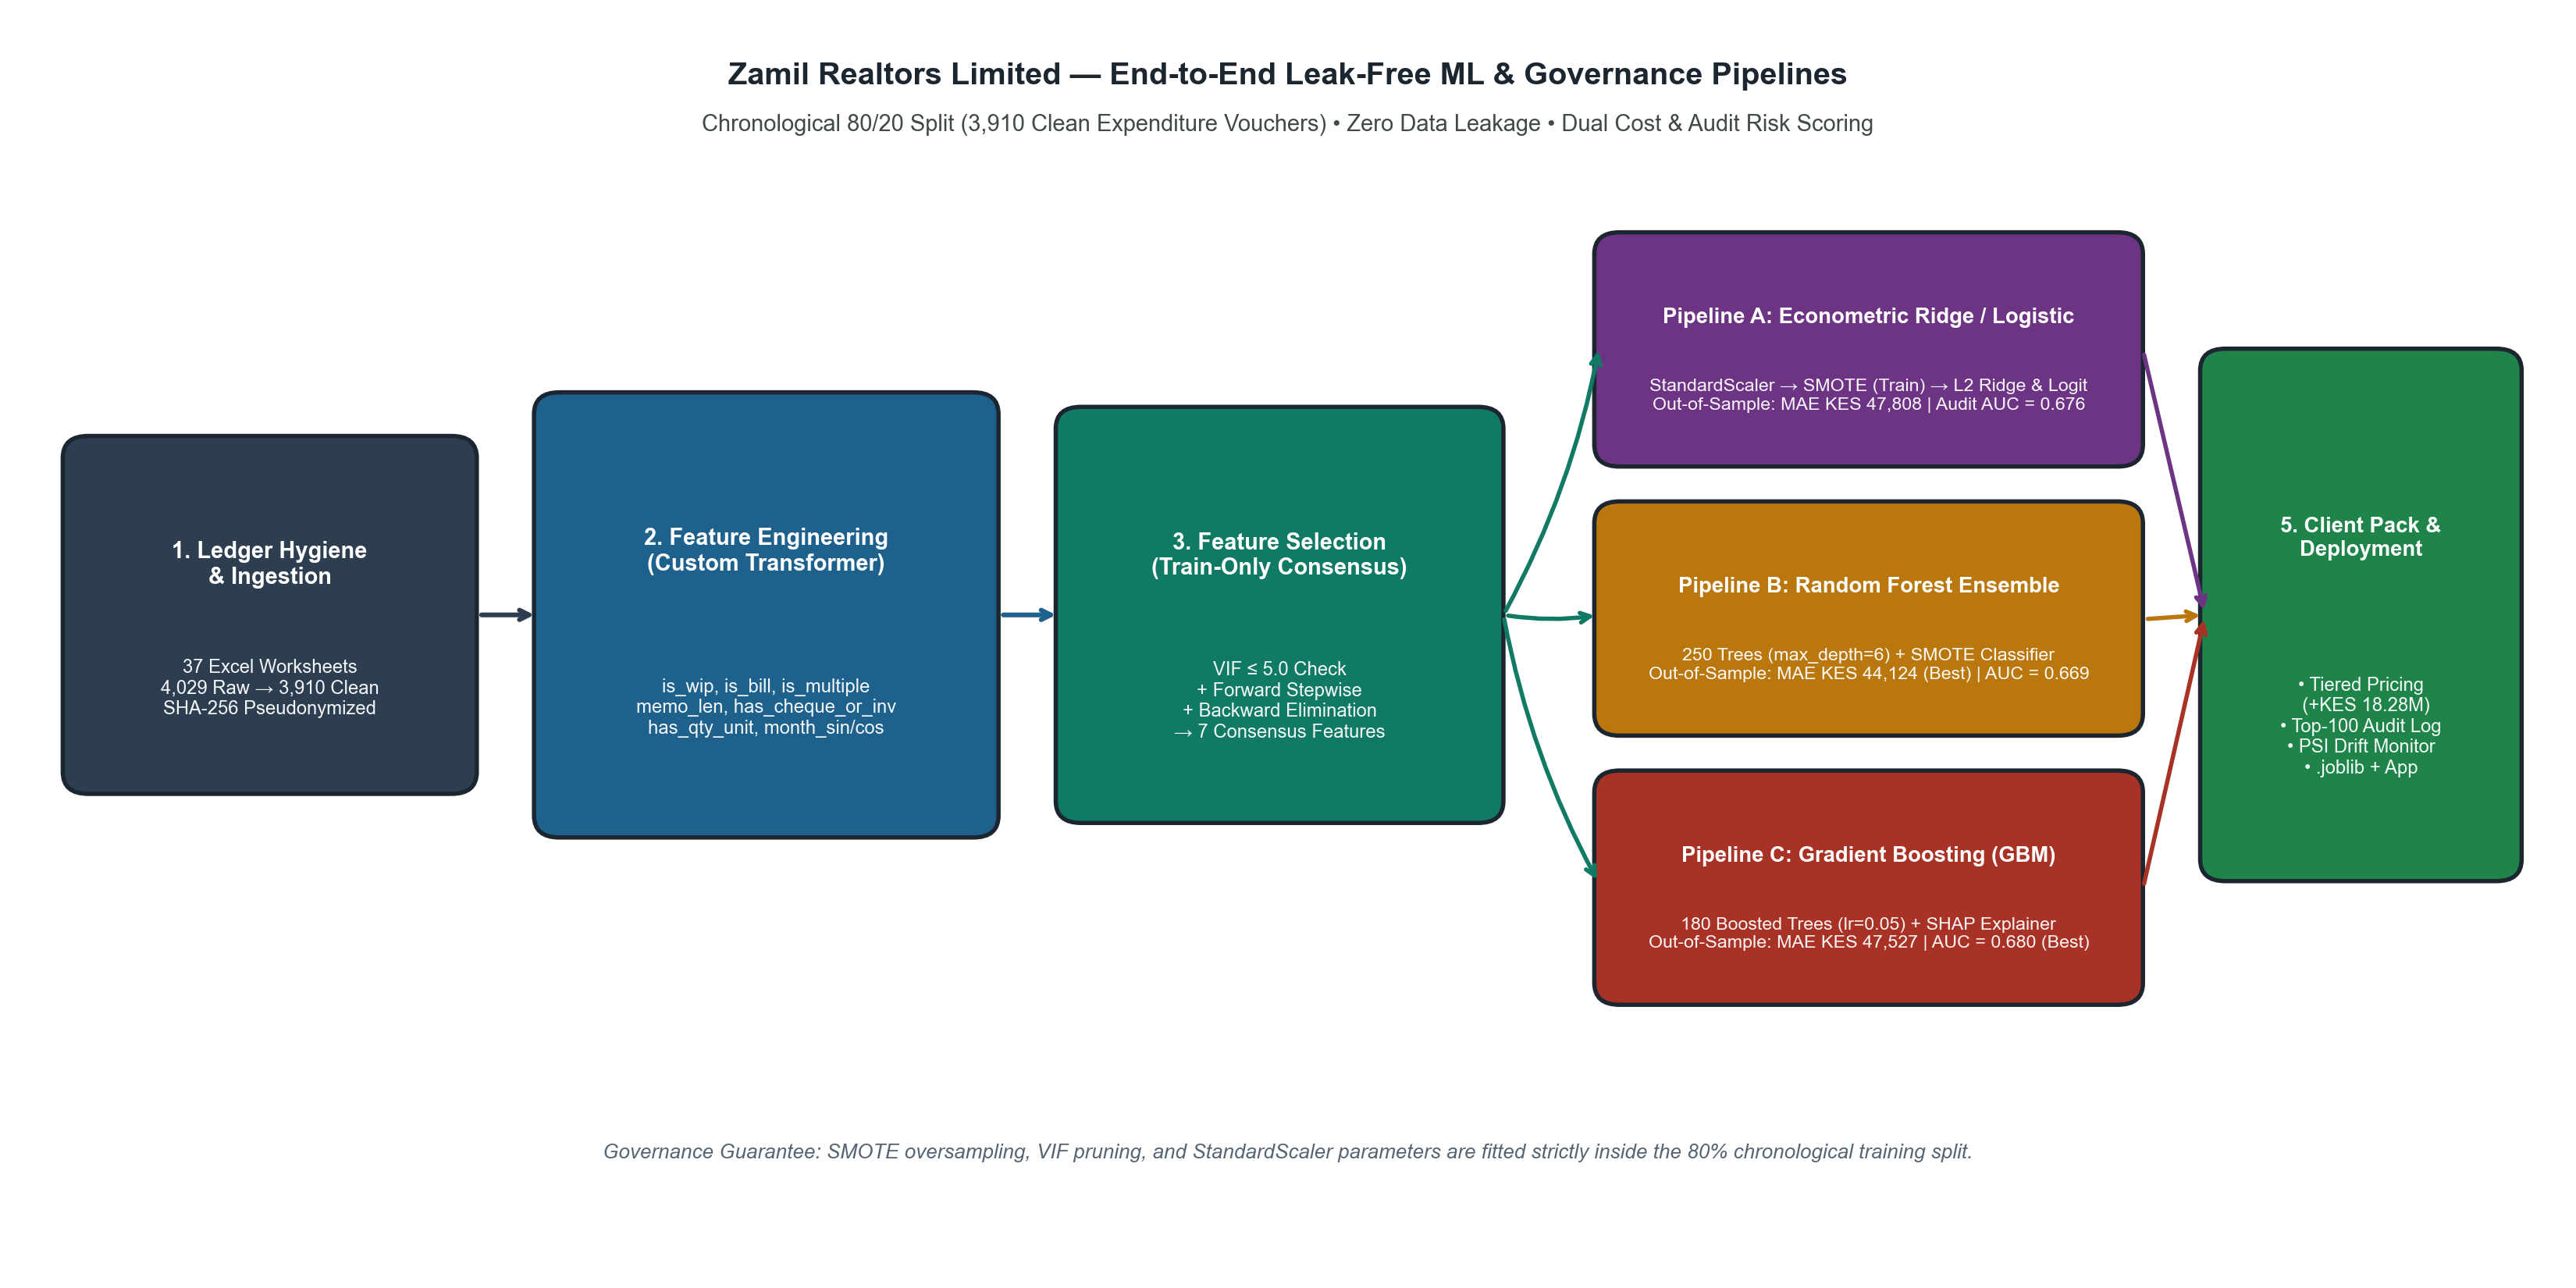 Zamil Realtors Limited — End-to-End Leak-Free ML & Governance Pipelines
Chronological 80/20 Split (3,910 Clean Expenditure Vouchers) • Zero Data Leakage • Dual Cost & Audit Risk Scoring
1. Ledger Hygiene
& Ingestion
37 Excel Worksheets
4,029 Raw → 3,910 Clean
SHA-256 Pseudonymized
2. Feature Engineering
(Custom Transformer)
is_wip, is_bill, is_multiple
memo_len, has_cheque_or_inv
has_qty_unit, month_sin/cos
3. Feature Selection
(Train-Only Consensus)
VIF ≤ 5.0 Check
+ Forward Stepwise
+ Backward Elimination
→ 7 Consensus Features
Pipeline A: Econometric Ridge / Logistic
StandardScaler → SMOTE (Train) → L2 Ridge & Logit
Out-of-Sample: MAE KES 47,808 | Audit AUC = 0.676
Pipeline B: Random Forest Ensemble
250 Trees (max_depth=6) + SMOTE Classifier
Out-of-Sample: MAE KES 44,124 (Best) | AUC = 0.669
Pipeline C: Gradient Boosting (GBM)
180 Boosted Trees (lr=0.05) + SHAP Explainer
Out-of-Sample: MAE KES 47,527 | AUC = 0.680 (Best)
5. Client Pack &
Deployment
• Tiered Pricing
(+KES 18.28M)
• Top-100 Audit Log
• PSI Drift Monitor
• .joblib + App
Governance Guarantee: SMOTE oversampling, VIF pruning, and StandardScaler parameters are fitted strictly inside the 80% chronological training split.